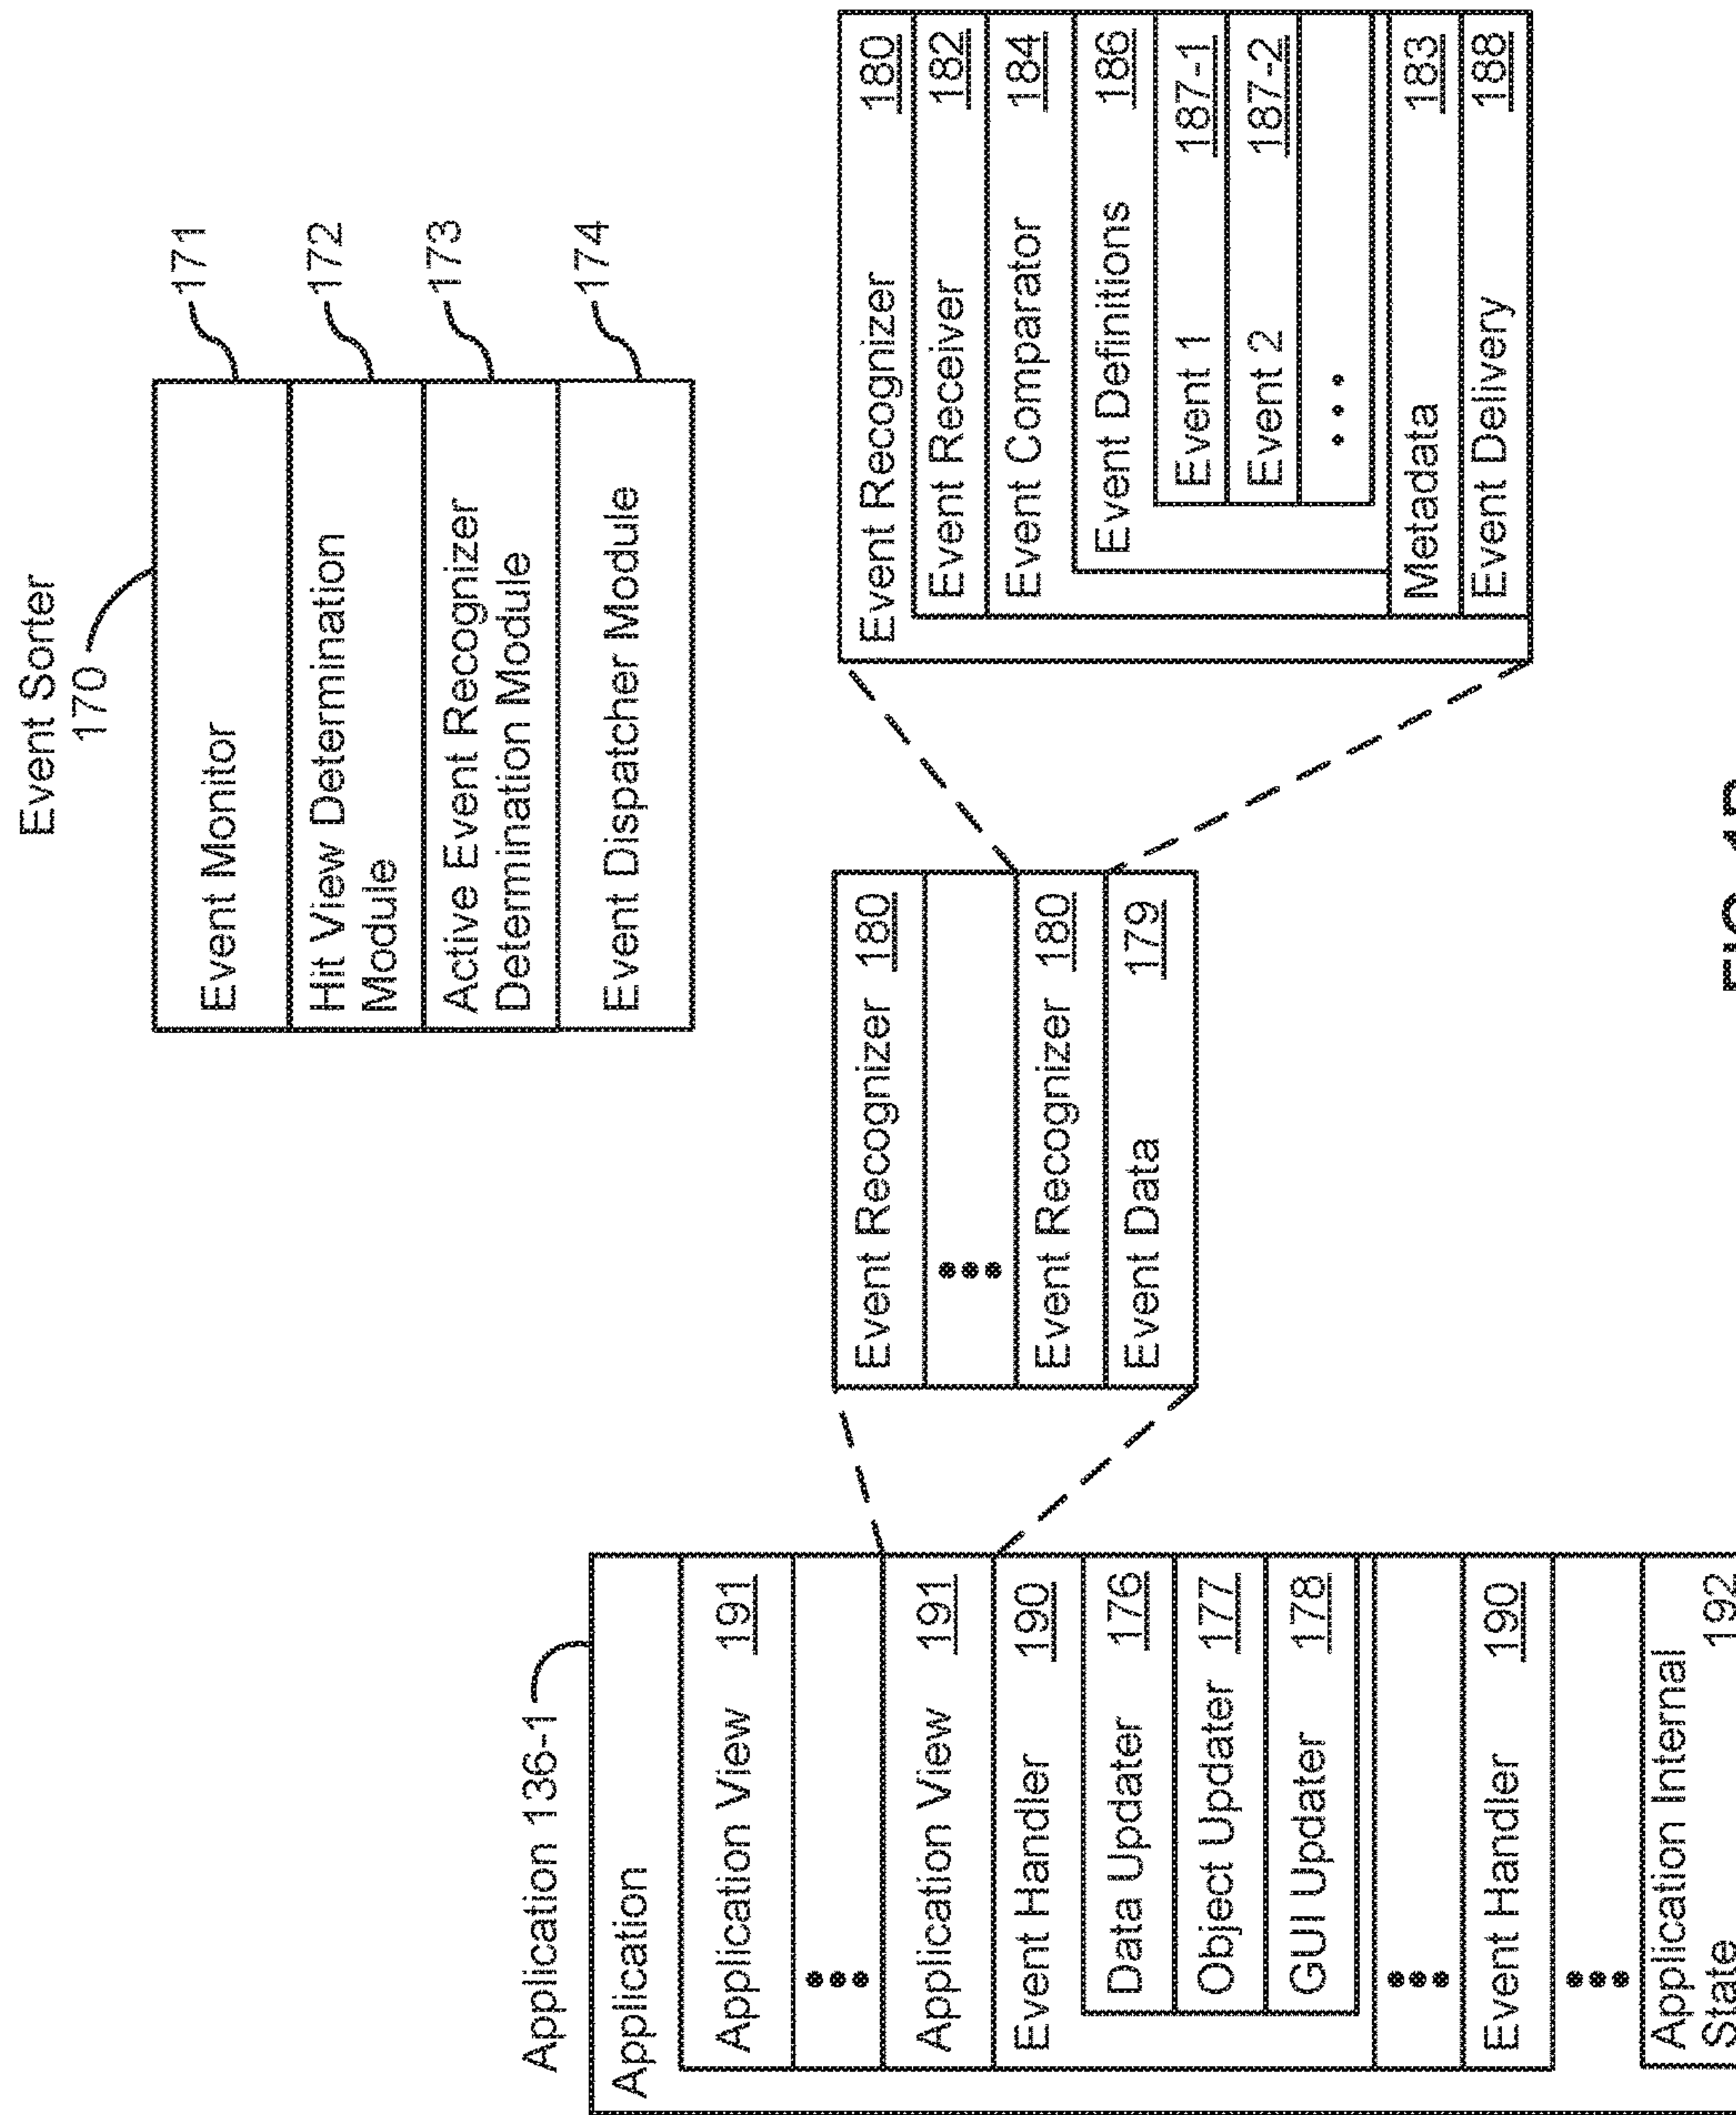 Event Sorter
170
Event Monitor
171
Hit View Determination
Module
172
Active Event Recognizer
Determination Module
173
Event Dispatcher Module
174
Application 136-1
Application
Application View 191
Application View 191
Event Handler 190
Data Updater 176
Object Updater 177
GUI Updater 178
Event Handler 190
Application Internal
State 192
Event Recognizer 180
Event Recognizer 180
Event Data 179
Event Recognizer 180
Event Receiver 182
Event Comparator 184
Event Definitions 186
Event 1 187-1
Event 2 187-2
Metadata 183
Event Delivery 188